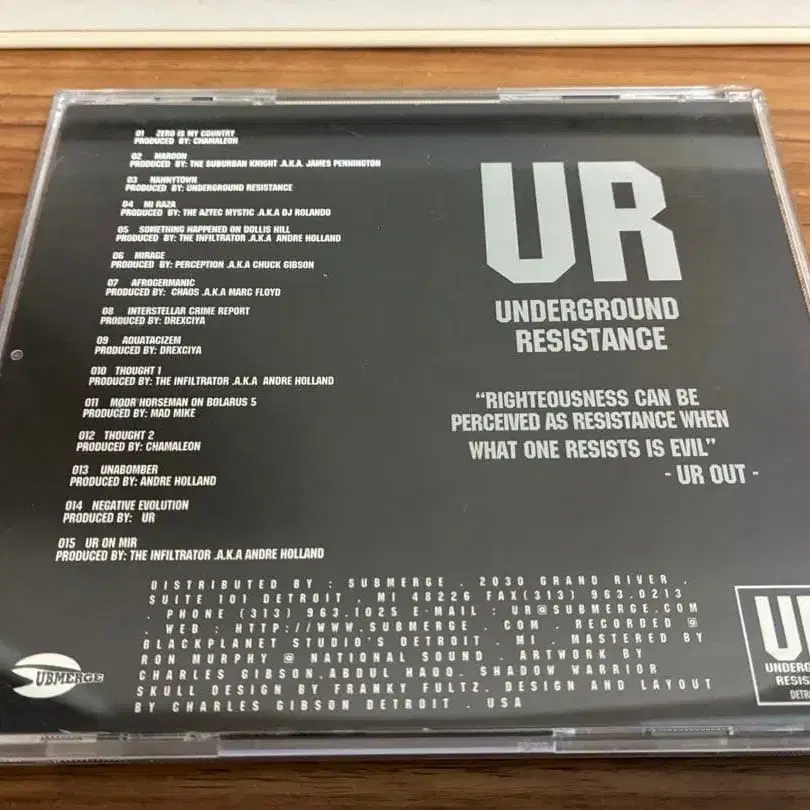 01 ZERO IS MY COUNTRY
PRODUCED BY: CHAMALEON
02 MAROON
PRODUCED BY: THE SUBURBAN KNIGHT .A.K.A. JAMES PENNINGTON
03 NANNYTOWN
PRODUCED BY: UNDERGROUND RESISTANCE
04 MI RAZA
PRODUCED BY: THE AZTEC MYSTIC .A.K.A DJ ROLANDO
05 SOMETHING HAPPENED ON DOLLIS HILL
PRODUCED BY: THE INFILTRATOR .A.K.A ANDRE HOLLAND
06 MIRAGE
PRODUCED BY: PERCEPTION .A.K.A CHUCK GIBSON
07 AFROGERMANIC
PRODUCED BY: CHAOS .A.K.A MARC FLOYD
08 INTERSTELLAR CRIME REPORT
PRODUCED BY: DREXCIYA
09 AQUATACIZEM
PRODUCED BY: DREXCIYA
010 THOUGHT 1
PRODUCED BY: THE INFILTRATOR .A.K.A ANDRE HOLLAND
011 MOOR HORSEMAN ON BOLARUS 5
PRODUCED BY: MAD MIKE
012 THOUGHT 2
PRODUCED BY: CHAMALEON
013 UNABOMBER
PRODUCED BY: ANDRE HOLLAND
014 NEGATIVE EVOLUTION
PRODUCED BY: UR
015 UR ON MIR
PRODUCED BY: THE INFILTRATOR .A.K.A ANDRE HOLLAND
UR
UNDERGROUND
RESISTANCE
“RIGHTEOUSNESS CAN BE
PERCEIVED AS RESISTANCE WHEN
WHAT ONE RESISTS IS EVIL”
- UR OUT -
DISTRIBUTED BY : SUBMERGE . 2030 GRAND RIVER .
SUITE 101 DETROIT . MI 48226 FAX(313) 963.0213
. PHONE (313) 963.1025 E-MAIL : UR@SUBMERGE.COM
. WEB : HTTP://WWW.SUBMERGE . COM . RECORDED @
BLACKPLANET STUDIO'S DETROIT . MI . MASTERED BY
RON MURPHY @ NATIONAL SOUND . ARTWORK BY
CHARLES GIBSON.ABDUL HAQQ. SHADOW WARRIOR
SKULL DESIGN BY FRANKY FULTZ. DESIGN AND LAYOUT
BY CHARLES GIBSON DETROIT . USA
SUBMERGE